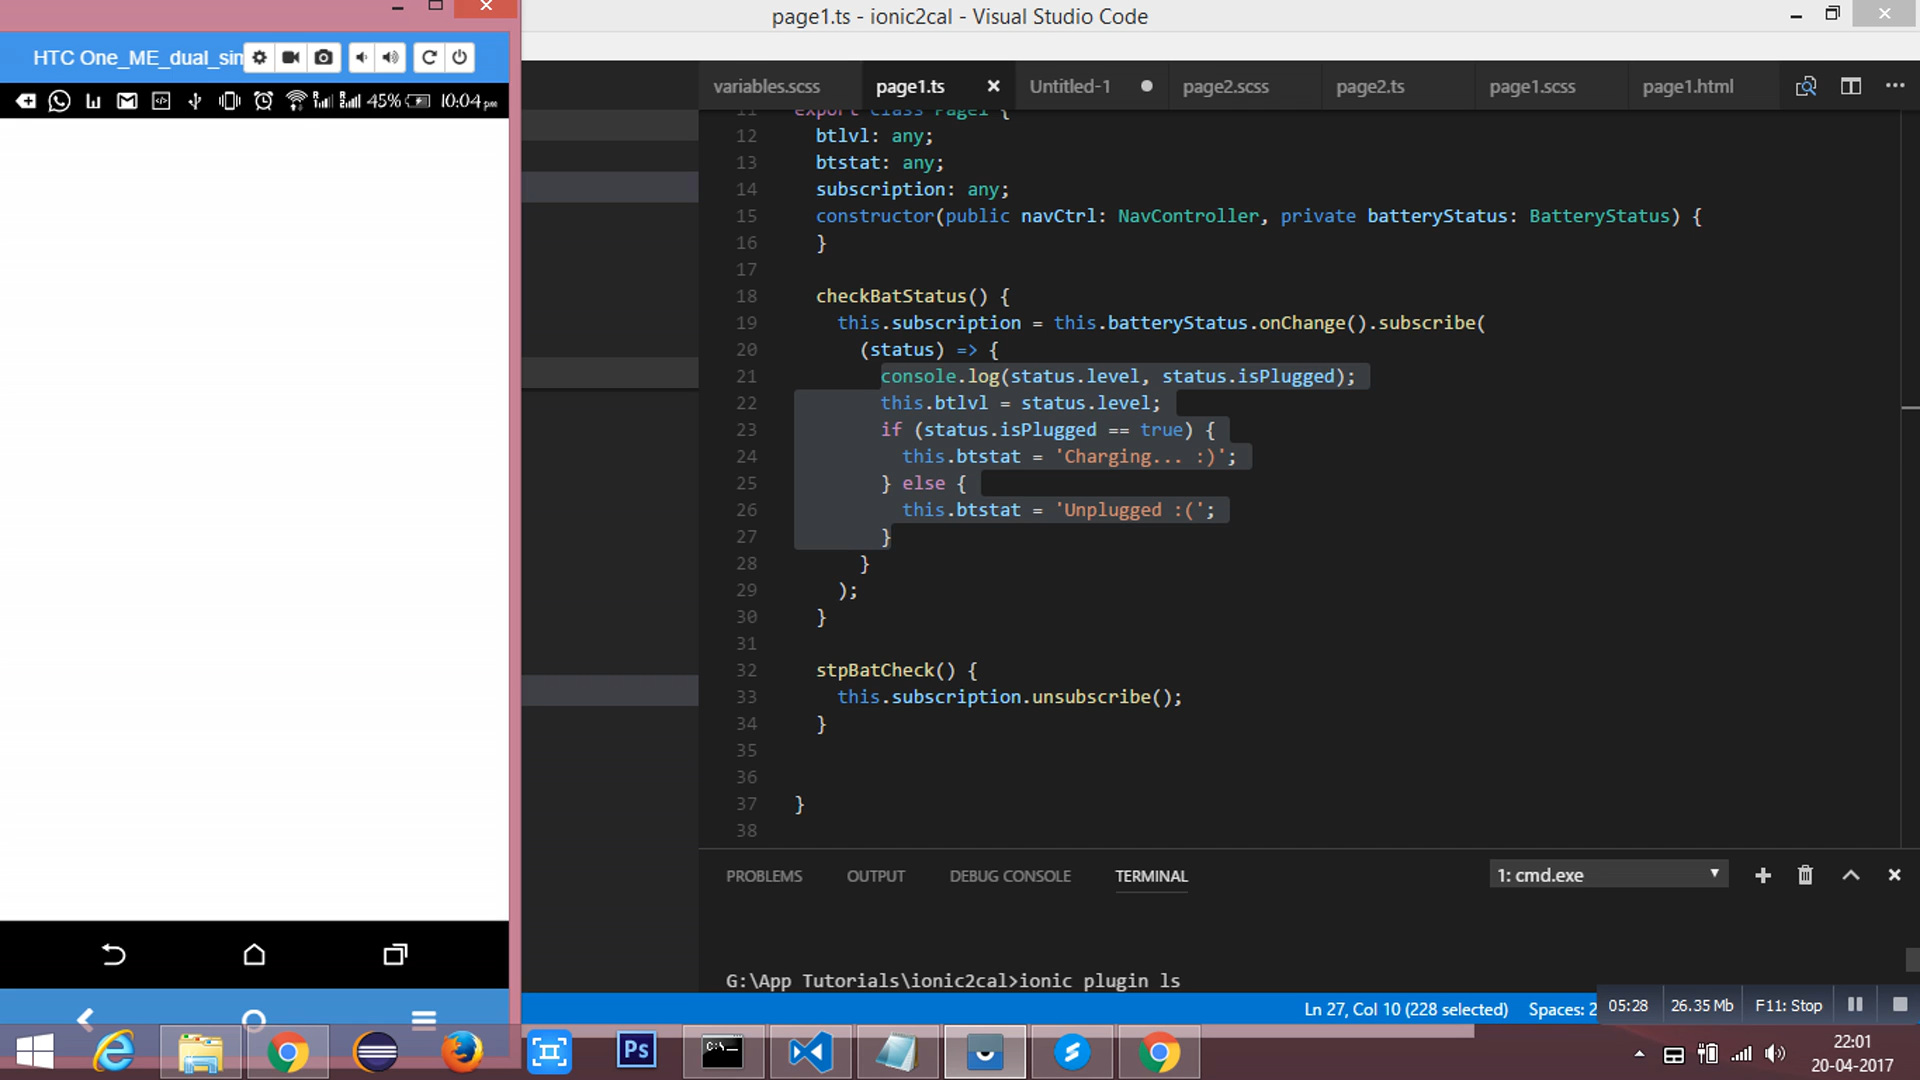 page1.ts - ionic2cal - Visual Studio Code
HTC One_ME_dual_sim
45% 10:04 pm
variables.scss page1.ts Untitled-1 page2.scss page2.ts page1.scss page1.html
11 export class Page1 {
12 btlvl: any;
13 btstat: any;
14 subscription: any;
15 constructor(public navCtrl: NavController, private batteryStatus: BatteryStatus) {
16 }
17
18 checkBatStatus() {
19 this.subscription = this.batteryStatus.onChange().subscribe(
20 (status) => {
21 console.log(status.level, status.isPlugged);
22 this.btlvl = status.level;
23 if (status.isPlugged == true) {
24 this.btstat = 'Charging... :)';
25 } else {
26 this.btstat = 'Unplugged :(';
27 }
28 }
29 );
30 }
31
32 stpBatCheck() {
33 this.subscription.unsubscribe();
34 }
35
36
37 }
38
PROBLEMS OUTPUT DEBUG CONSOLE TERMINAL 1: cmd.exe
G:\App Tutorials\ionic2cal>ionic plugin ls
Ln 27, Col 10 (228 selected) Spaces: 2 05:28 26.35 Mb F11: Stop
Ps
22:01
20-04-2017